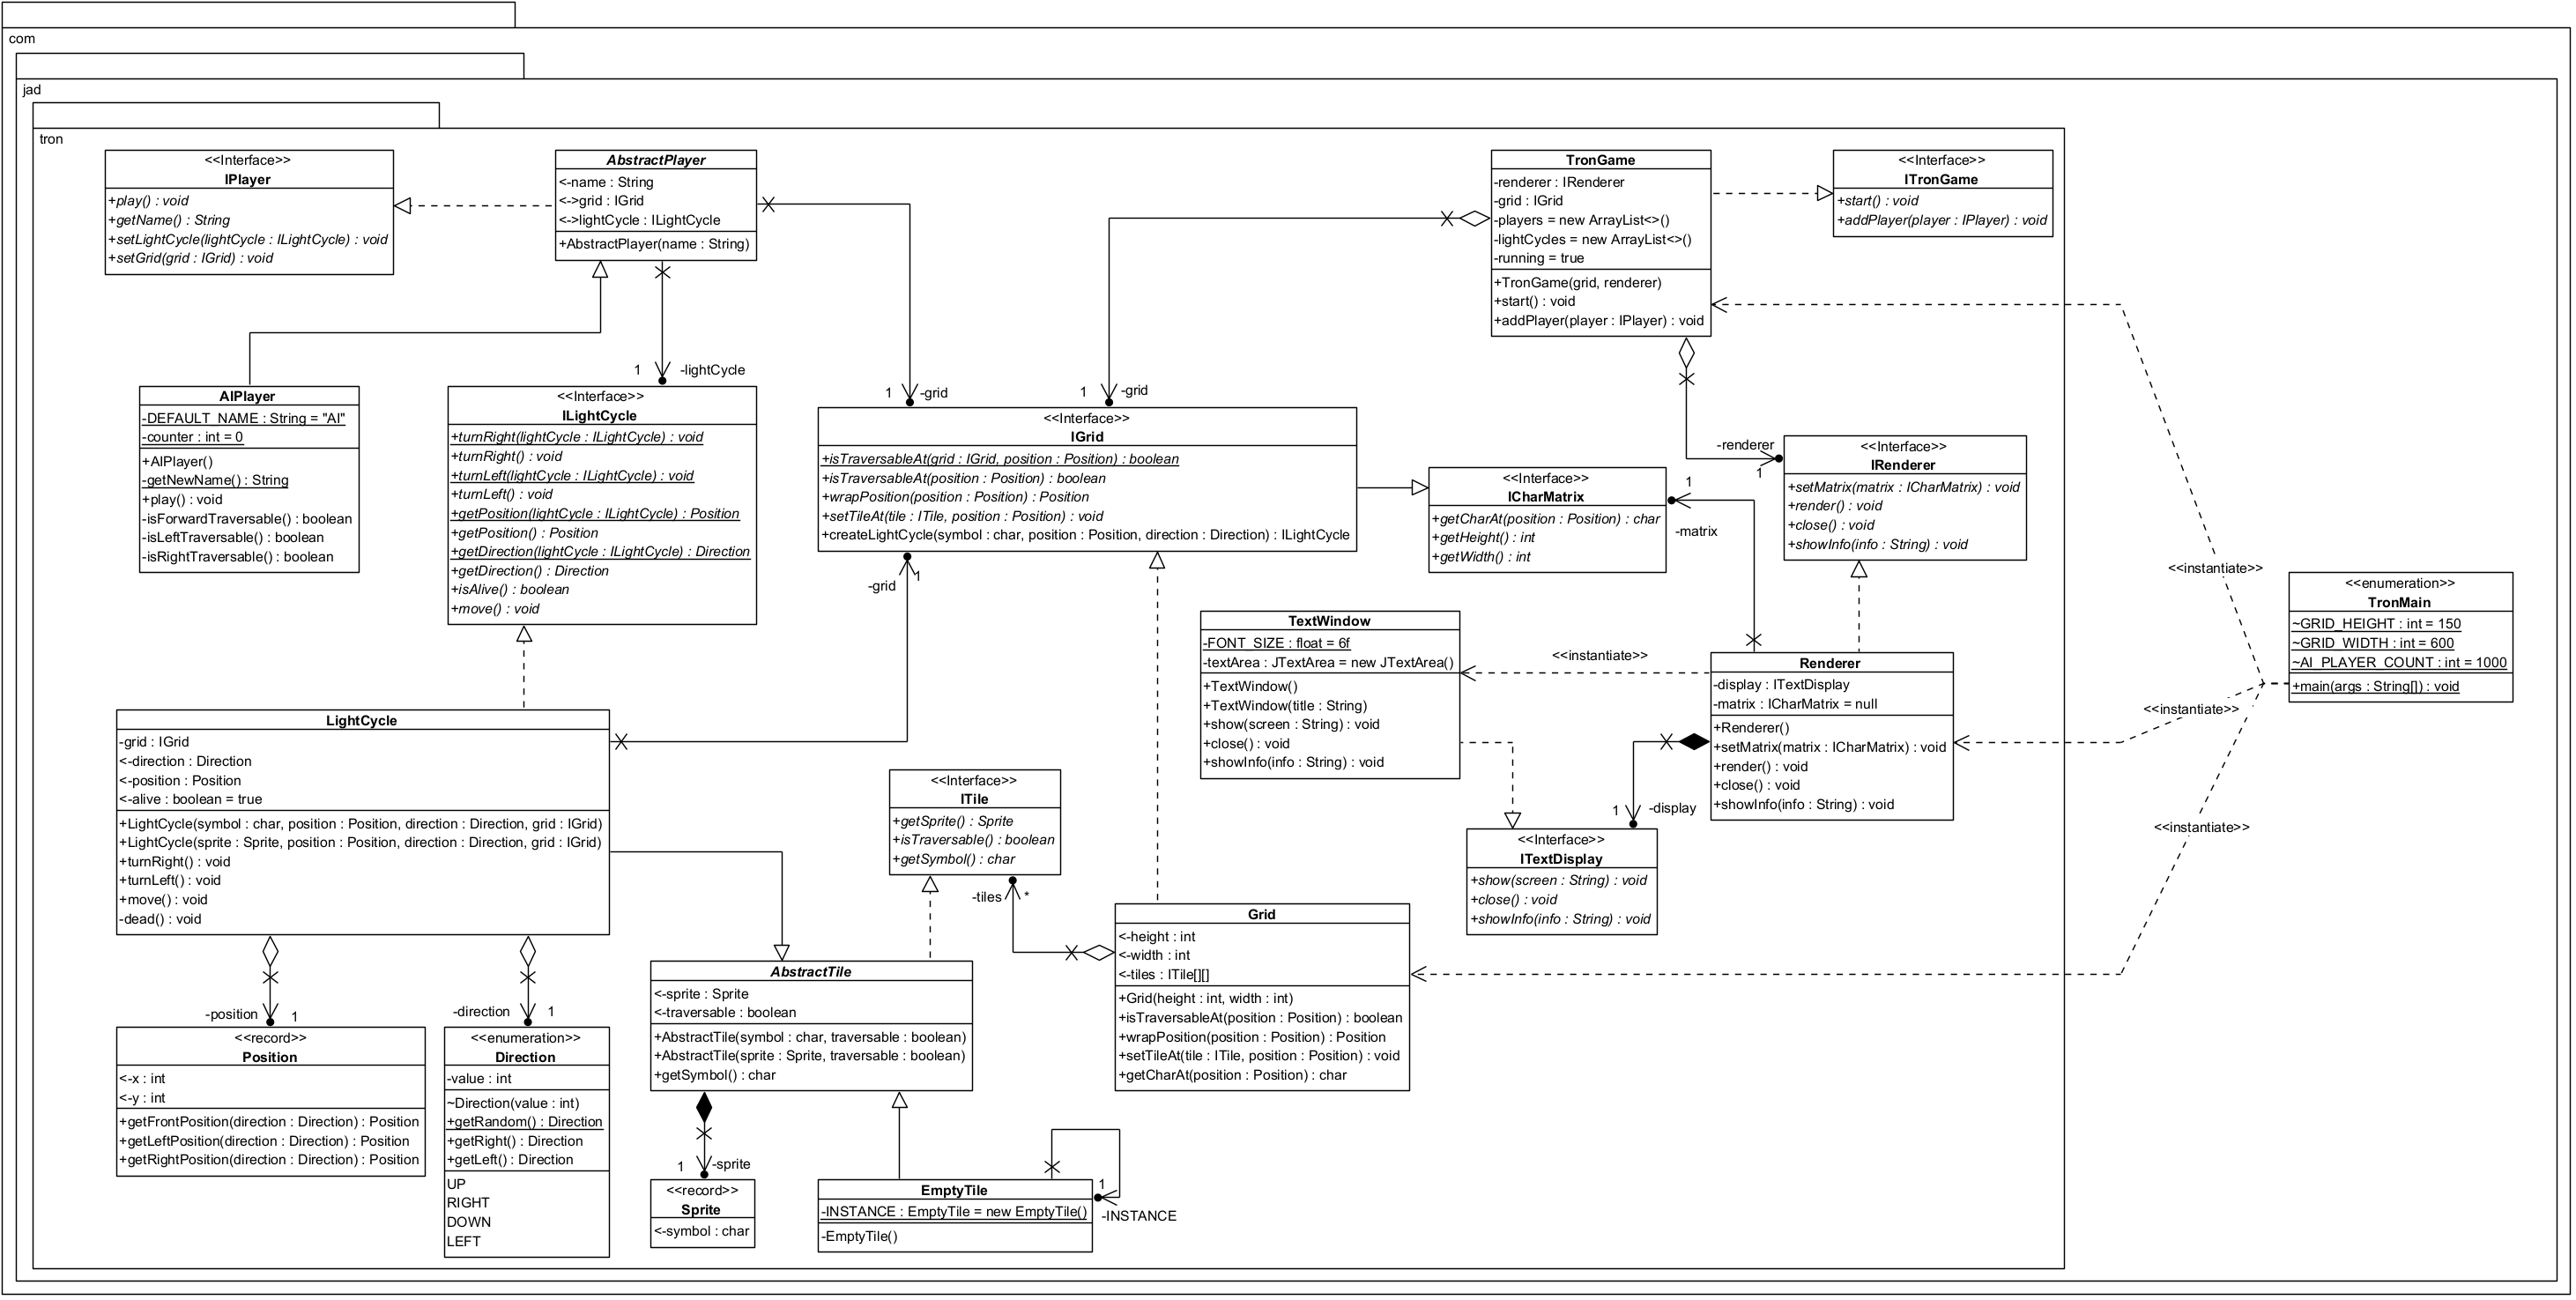 com
jad
tron
<<Interface>>
IPlayer
+play() : void
+getName() : String
+setLightCycle(lightCycle : ILightCycle) : void
+setGrid(grid : IGrid) : void
AbstractPlayer
<-name : String
<->grid : IGrid
<->lightCycle : ILightCycle
+AbstractPlayer(name : String)
TronGame
-renderer : IRenderer
-grid : IGrid
-players = new ArrayList<>()
-lightCycles = new ArrayList<>()
-running = true
+TronGame(grid, renderer)
+start() : void
+addPlayer(player : IPlayer) : void
<<Interface>>
ITronGame
+start() : void
+addPlayer(player : IPlayer) : void
1
-lightCycle
1
-grid
1
-grid
AIPlayer
-DEFAULT_NAME : String = "AI"
-counter : int = 0
+AIPlayer()
-getNewName() : String
+play() : void
-isForwardTraversable() : boolean
-isLeftTraversable() : boolean
-isRightTraversable() : boolean
<<Interface>>
ILightCycle
+turnRight(lightCycle : ILightCycle) : void
+turnRight() : void
+turnLeft(lightCycle : ILightCycle) : void
+turnLeft() : void
+getPosition(lightCycle : ILightCycle) : Position
+getPosition() : Position
+getDirection(lightCycle : ILightCycle) : Direction
+getDirection() : Direction
+isAlive() : boolean
+move() : void
<<Interface>>
IGrid
+isTraversableAt(grid : IGrid, position : Position) : boolean
+isTraversableAt(position : Position) : boolean
+wrapPosition(position : Position) : Position
+setTileAt(tile : ITile, position : Position) : void
+createLightCycle(symbol : char, position : Position, direction : Direction) : ILightCycle
<<Interface>>
ICharMatrix
+getCharAt(position : Position) : char
+getHeight() : int
+getWidth() : int
1
-matrix
-renderer
1
<<Interface>>
IRenderer
+setMatrix(matrix : ICharMatrix) : void
+render() : void
+close() : void
+showInfo(info : String) : void
-grid
1
TextWindow
-FONT_SIZE : float = 6f
-textArea : JTextArea = new JTextArea()
+TextWindow()
+TextWindow(title : String)
+show(screen : String) : void
+close() : void
+showInfo(info : String) : void
<<instantiate>>
Renderer
-display : ITextDisplay
-matrix : ICharMatrix = null
+Renderer()
+setMatrix(matrix : ICharMatrix) : void
+render() : void
+close() : void
+showInfo(info : String) : void
<<instantiate>>
<<instantiate>>
<<instantiate>>
<<enumeration>>
TronMain
~GRID_HEIGHT : int = 150
~GRID_WIDTH : int = 600
~AI_PLAYER_COUNT : int = 1000
+main(args : String[]) : void
LightCycle
-grid : IGrid
<-direction : Direction
<-position : Position
<-alive : boolean = true
+LightCycle(symbol : char, position : Position, direction : Direction, grid : IGrid)
+LightCycle(sprite : Sprite, position : Position, direction : Direction, grid : IGrid)
+turnRight() : void
+turnLeft() : void
+move() : void
-dead() : void
<<Interface>>
ITile
+getSprite() : Sprite
+isTraversable() : boolean
+getSymbol() : char
-tiles
*
1
-display
<<Interface>>
ITextDisplay
+show(screen : String) : void
+close() : void
+showInfo(info : String) : void
Grid
<-height : int
<-width : int
<-tiles : ITile[][]
+Grid(height : int, width : int)
+isTraversableAt(position : Position) : boolean
+wrapPosition(position : Position) : Position
+setTileAt(tile : ITile, position : Position) : void
+getCharAt(position : Position) : char
AbstractTile
<-sprite : Sprite
<-traversable : boolean
+AbstractTile(symbol : char, traversable : boolean)
+AbstractTile(sprite : Sprite, traversable : boolean)
+getSymbol() : char
-position
1
-direction
1
<<record>>
Position
<-x : int
<-y : int
+getFrontPosition(direction : Direction) : Position
+getLeftPosition(direction : Direction) : Position
+getRightPosition(direction : Direction) : Position
<<enumeration>>
Direction
-value : int
~Direction(value : int)
+getRandom() : Direction
+getRight() : Direction
+getLeft() : Direction
UP
RIGHT
DOWN
LEFT
1
-sprite
<<record>>
Sprite
<-symbol : char
EmptyTile
-INSTANCE : EmptyTile = new EmptyTile()
-EmptyTile()
1
-INSTANCE